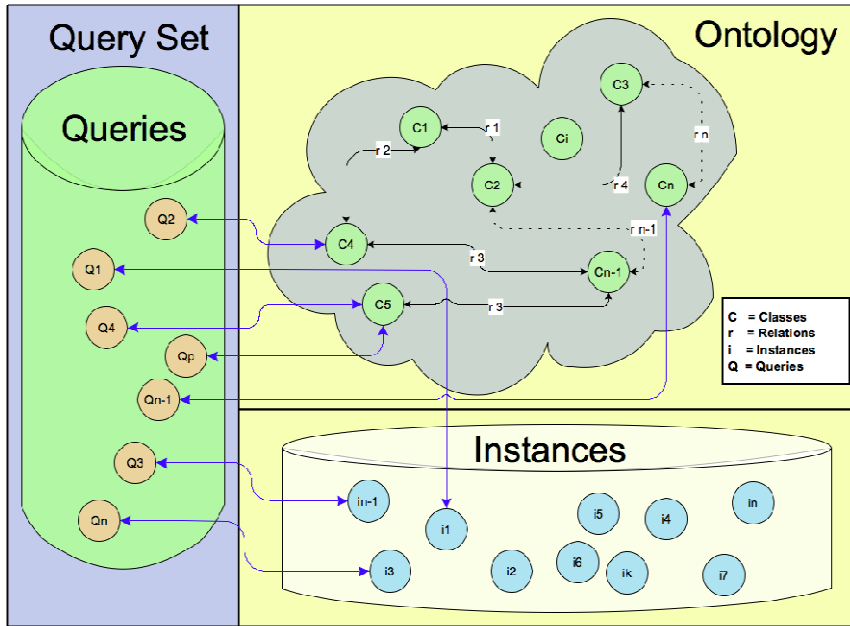 Query Set
Queries
Q2
Q1
Q4
Qp
Qn-1
Q3
Qn
Ontology
C3
C1
r 1
Ci
r n
r 2
C2
r 4
Cn
r n-1
C4
r 3
Cn-1
C5
r 3
C = Classes
r = Relations
i = Instances
Q = Queries
Instances
in-1
i1
i5
i4
in
i3
i2
i6
ik
i7